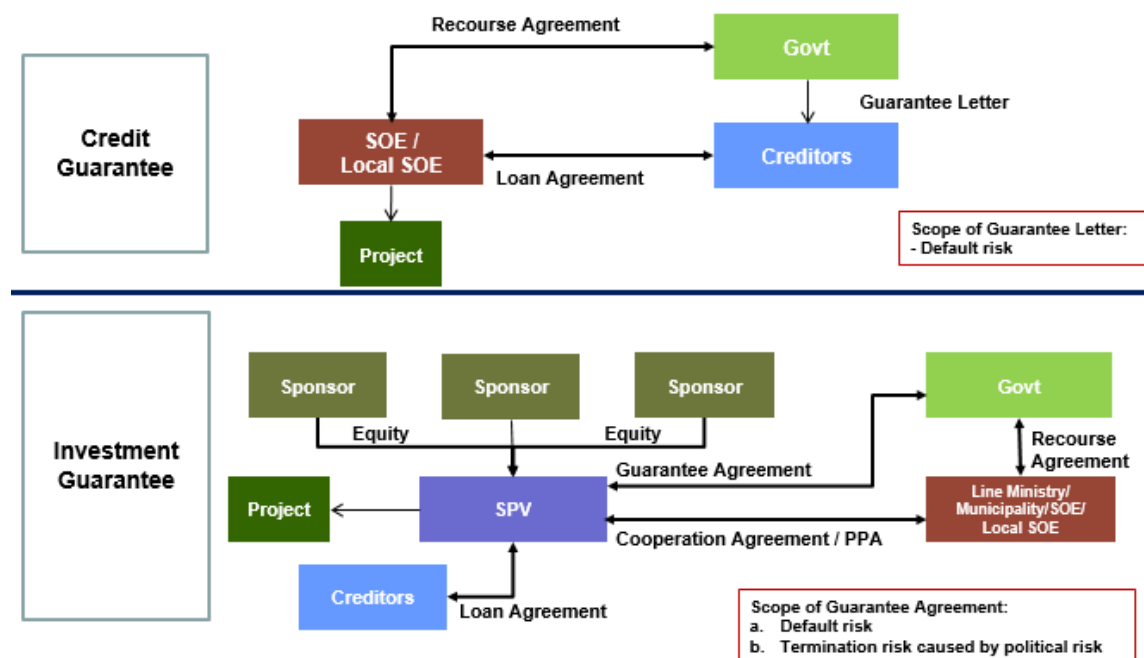 Recourse Agreement
Govt
Guarantee Letter
Credit
Guarantee
SOE /
Local SOE
Creditors
Loan Agreement
Project
Scope of Guarantee Letter:
- Default risk
Sponsor
Sponsor
Sponsor
Govt
Equity
Equity
Investment
Guarantee
Recourse
Agreement
Guarantee Agreement
Project
SPV
Line Ministry/
Municipality/SOE/
Local SOE
Cooperation Agreement / PPA
Creditors
Loan Agreement
Scope of Guarantee Agreement:
a. Default risk
b. Termination risk caused by political risk